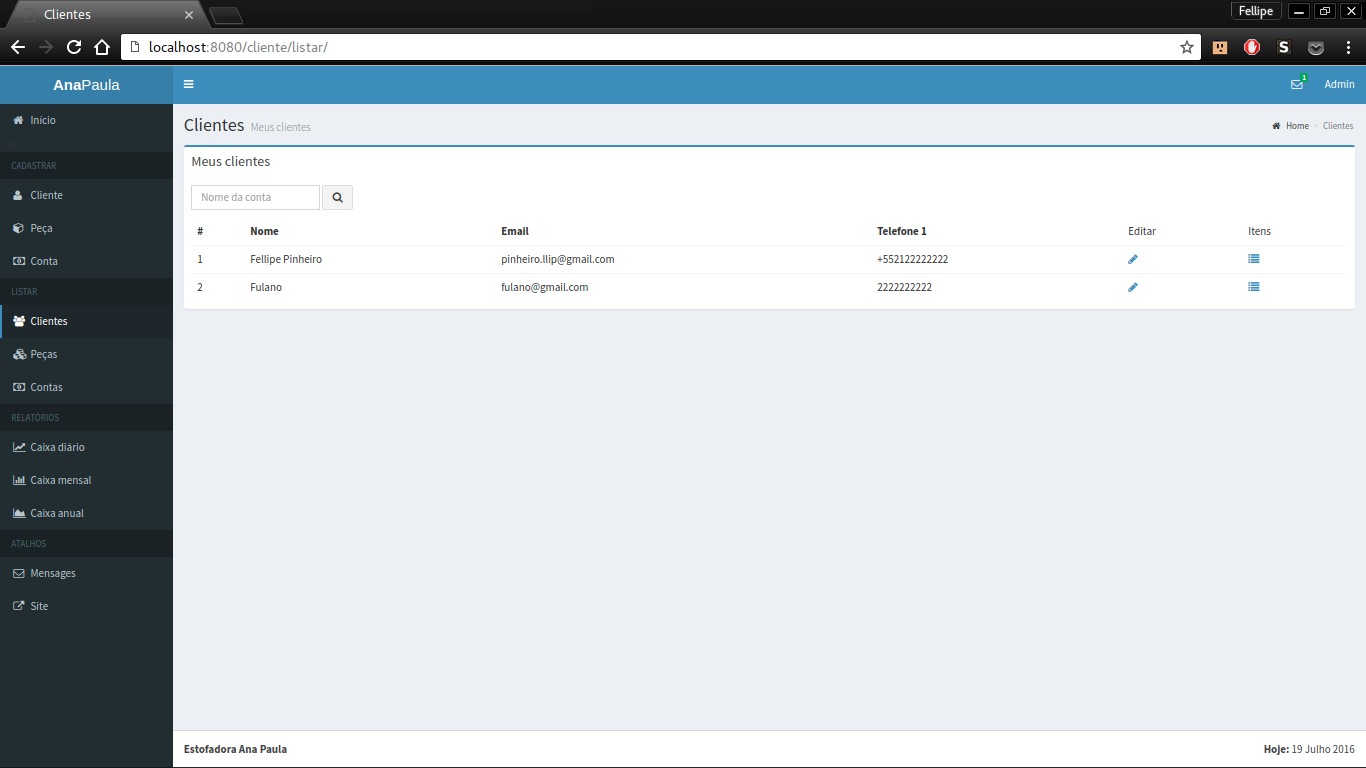 Clientes
Fellipe
localhost:8080/cliente/listar/
S
AnaPaula
1
Admin
Início
CADASTRAR
Cliente
Peça
Conta
LISTAR
Clientes
Peças
Contas
RELATÓRIOS
Caixa diário
Caixa mensal
Caixa anual
ATALHOS
Mensages
Site
Clientes Meus clientes
Home > Clientes
Meus clientes
Nome da conta
# Nome Email Telefone 1 Editar Itens
1 Fellipe Pinheiro pinheiro.llip@gmail.com +552122222222
2 Fulano fulano@gmail.com 2222222222
Estofadora Ana Paula
Hoje: 19 Julho 2016